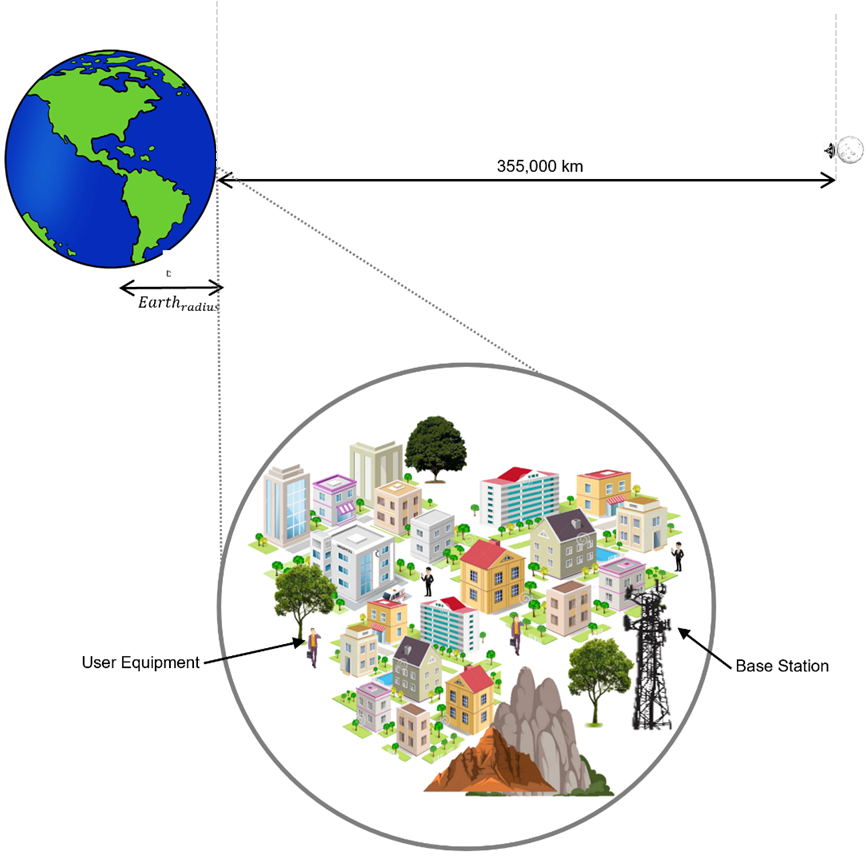 355,000 km
Earth_radius
User Equipment
Base Station